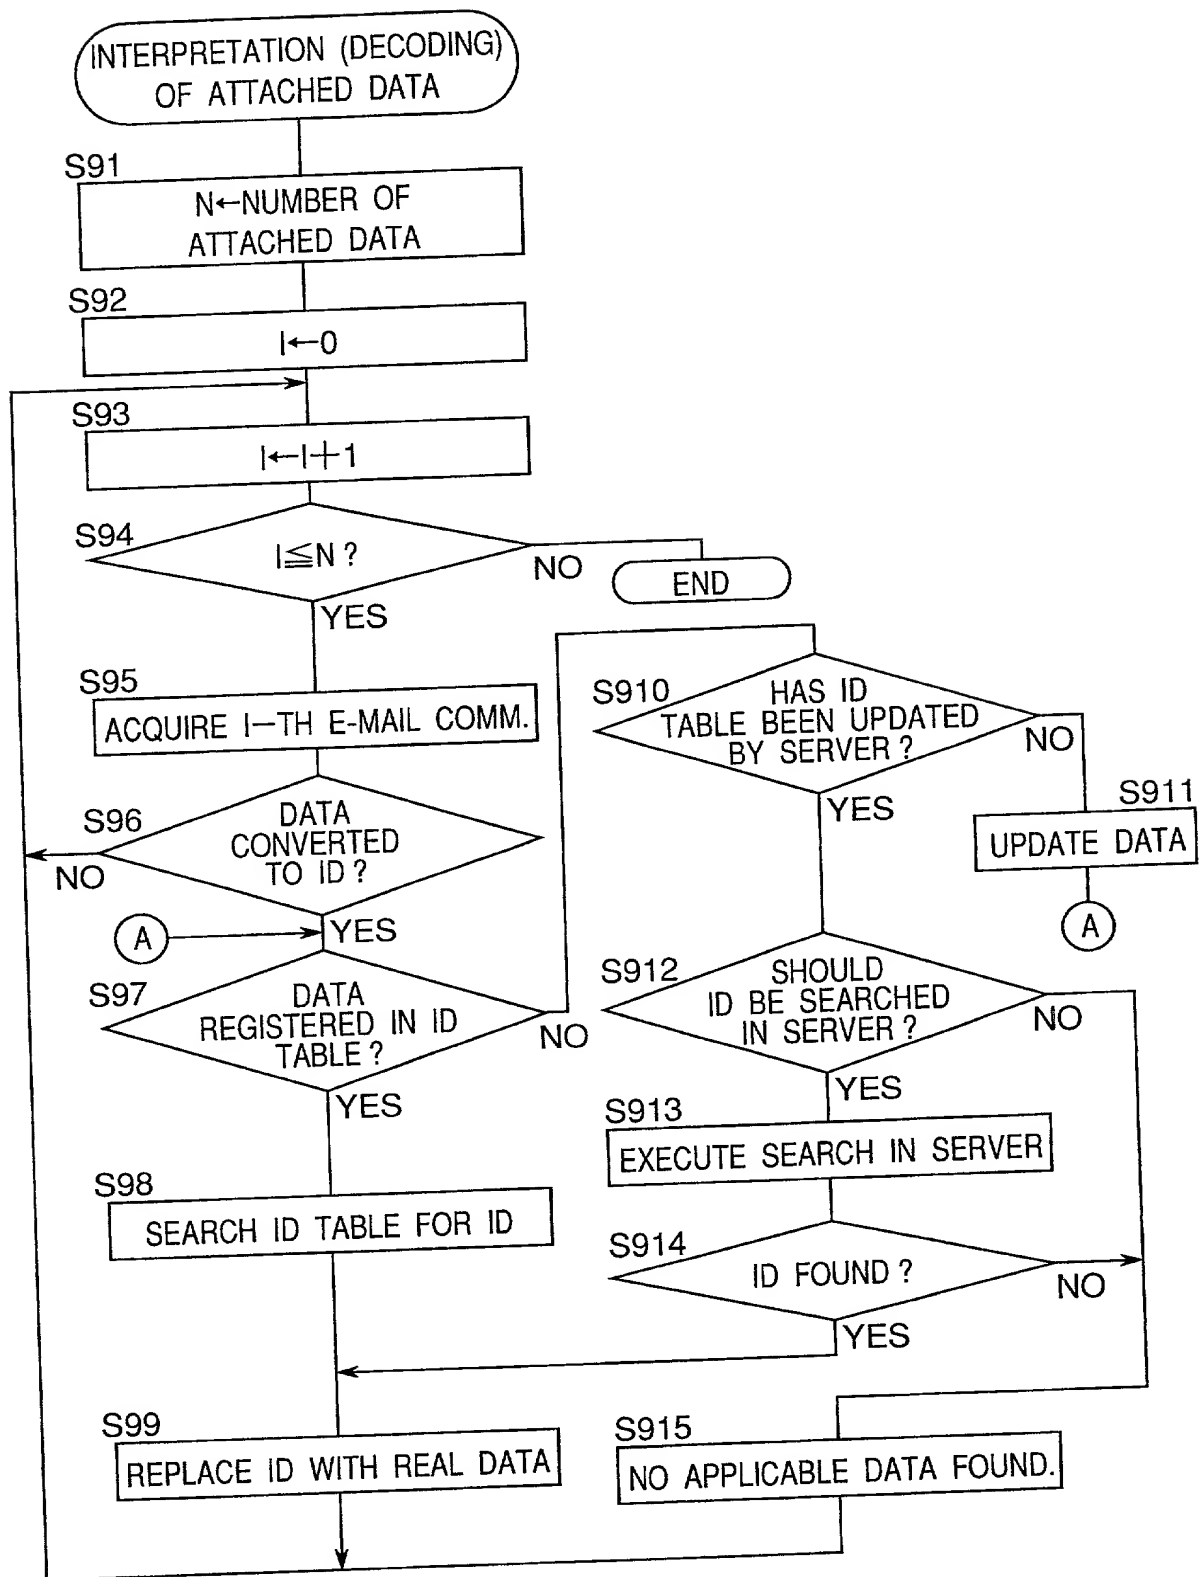 INTERPRETATION (DECODING)
OF ATTACHED DATA
S91
N←NUMBER OF
ATTACHED DATA
S92
I←0
S93
I←I+1
S94
I≦N?
NO
END
YES
S95
ACQUIRE I-TH E-MAIL COMM.
S96
DATA
CONVERTED
TO ID?
NO
YES
A
S97
DATA
REGISTERED IN ID
TABLE?
NO
YES
S98
SEARCH ID TABLE FOR ID
S99
REPLACE ID WITH REAL DATA
S910
HAS ID
TABLE BEEN UPDATED
BY SERVER?
NO
YES
S911
UPDATE DATA
A
S912
SHOULD
ID BE SEARCHED
IN SERVER?
NO
YES
S913
EXECUTE SEARCH IN SERVER
S914
ID FOUND?
NO
YES
S915
NO APPLICABLE DATA FOUND.